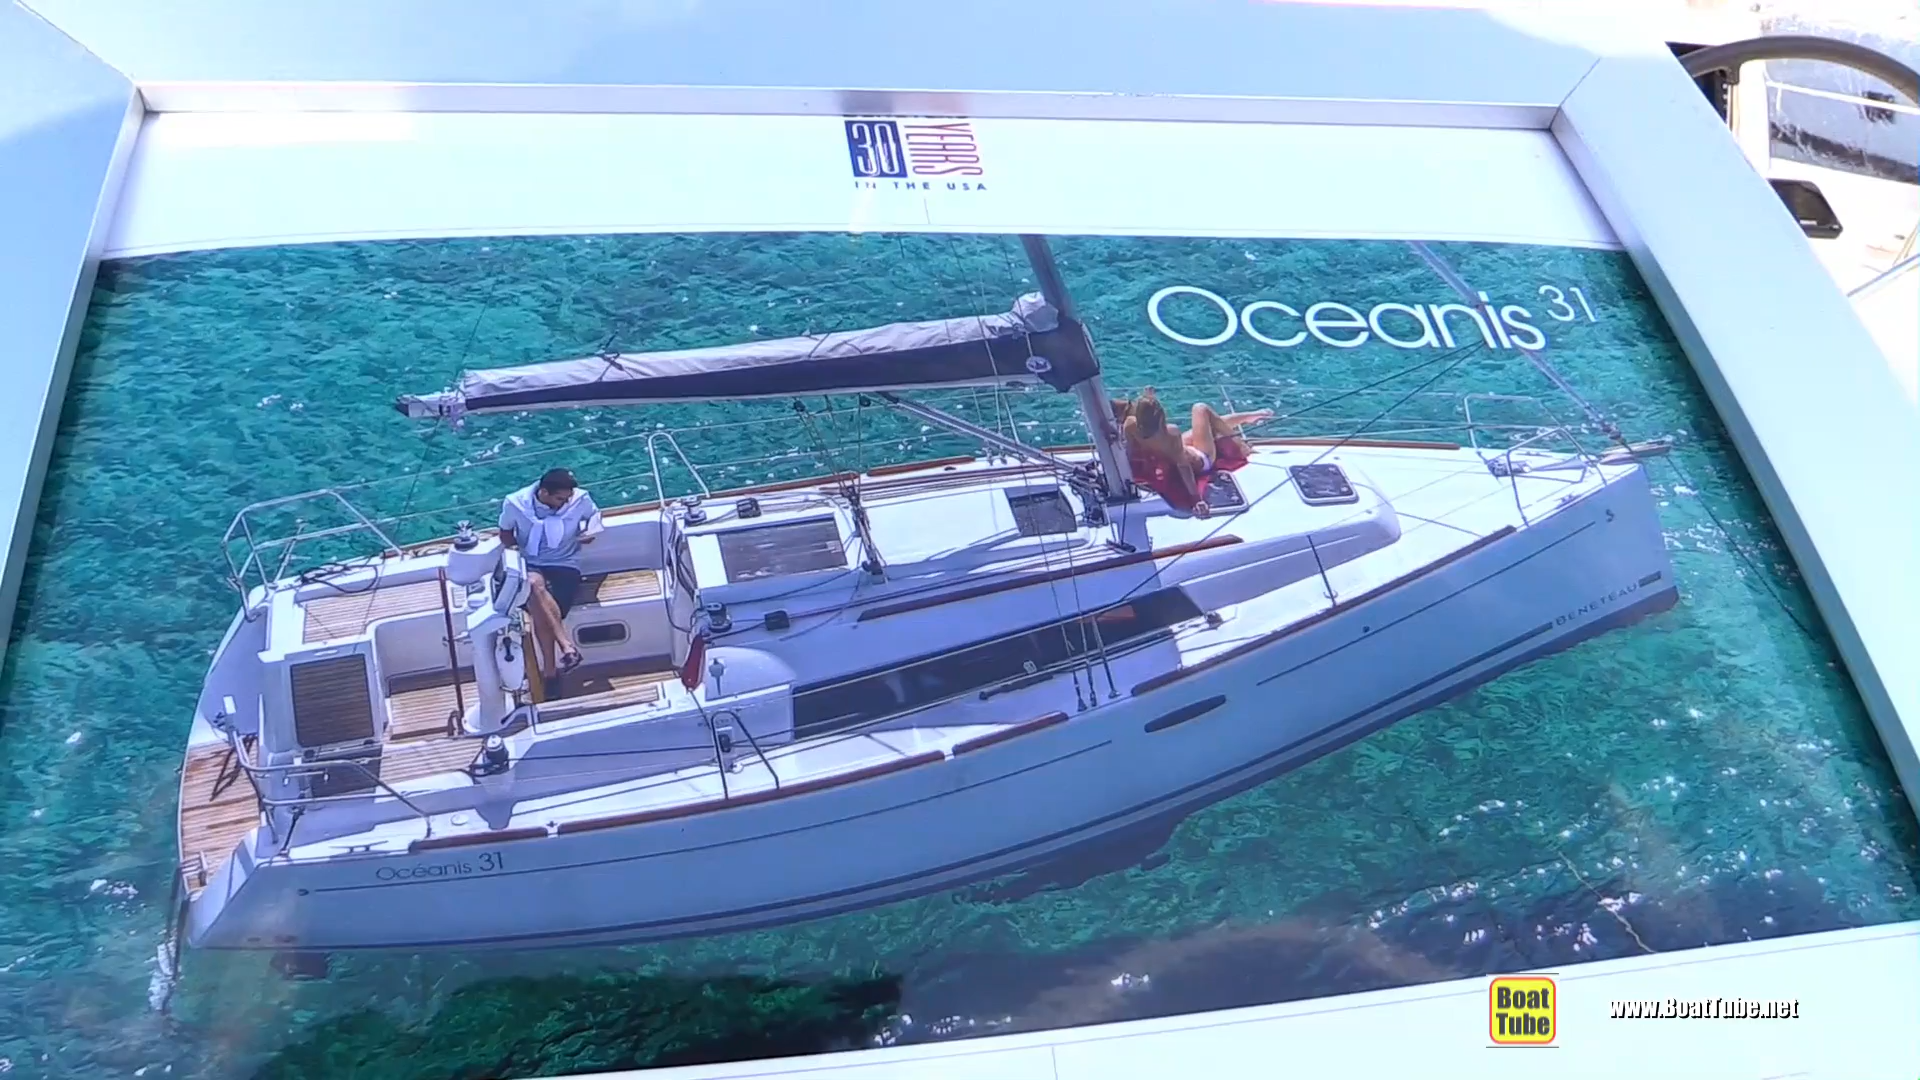 30 YEARS
IN THE USA
Oceanis 31
BENETEAU
Océanis 31
Boat
Tube
www.BoatTube.net